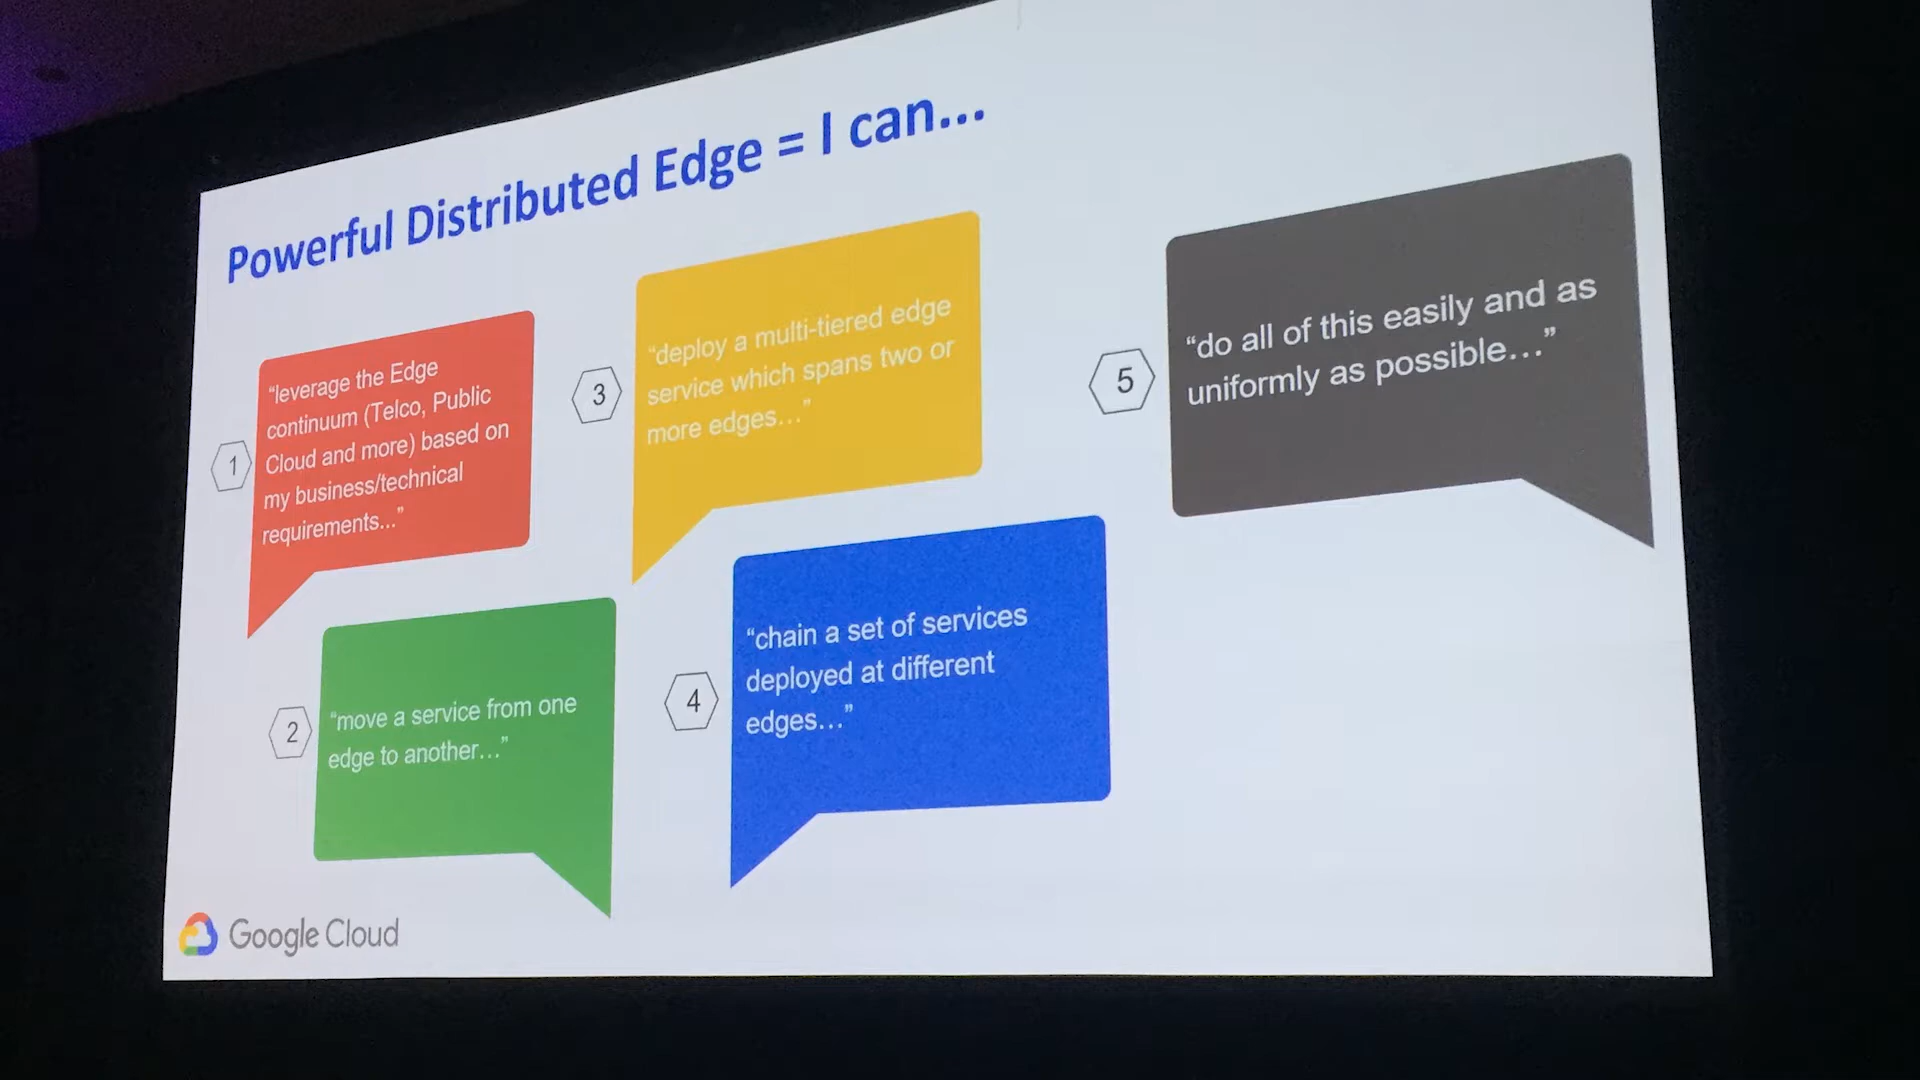 Powerful Distributed Edge = I can...
1
“leverage the Edge
continuum (Telco, Public
Cloud and more) based on
my business/technical
requirements...”
2
“move a service from one
edge to another...”
3
“deploy a multi-tiered edge
service which spans two or
more edges...”
4
“chain a set of services
deployed at different
edges...”
5
“do all of this easily and as
uniformly as possible...”
Google Cloud